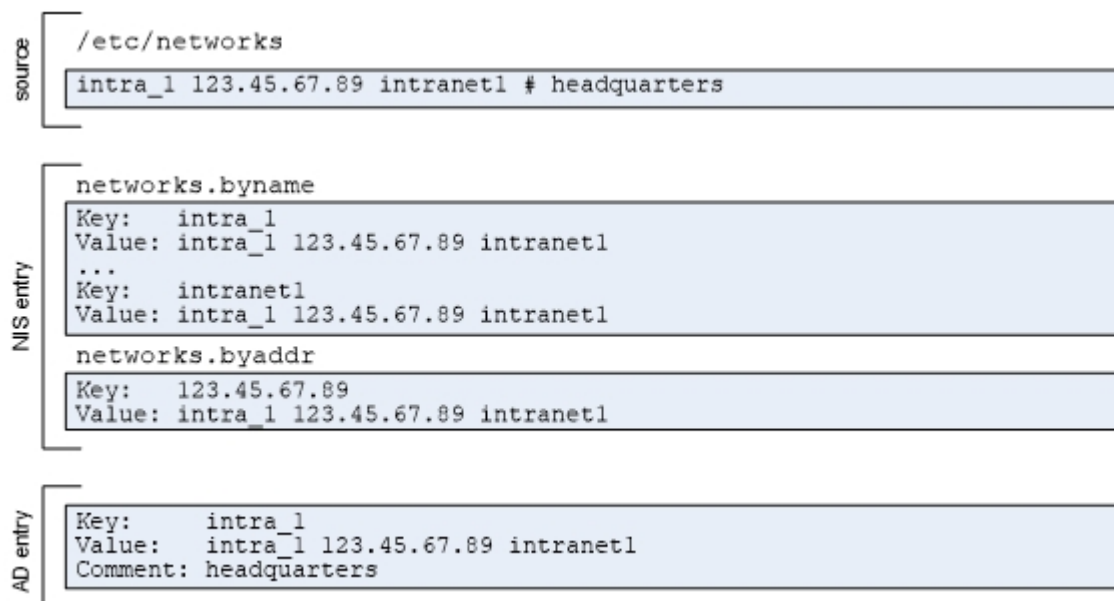 source
/etc/networks
intra_1 123.45.67.89 intranet1 # headquarters
NIS entry
networks.byname
Key:   intra_1
Value: intra_1 123.45.67.89 intranet1
...
Key:   intranet1
Value: intra_1 123.45.67.89 intranet1
networks.byaddr
Key:   123.45.67.89
Value: intra_1 123.45.67.89 intranet1
AD entry
Key:     intra_1
Value:   intra_1 123.45.67.89 intranet1
Comment: headquarters